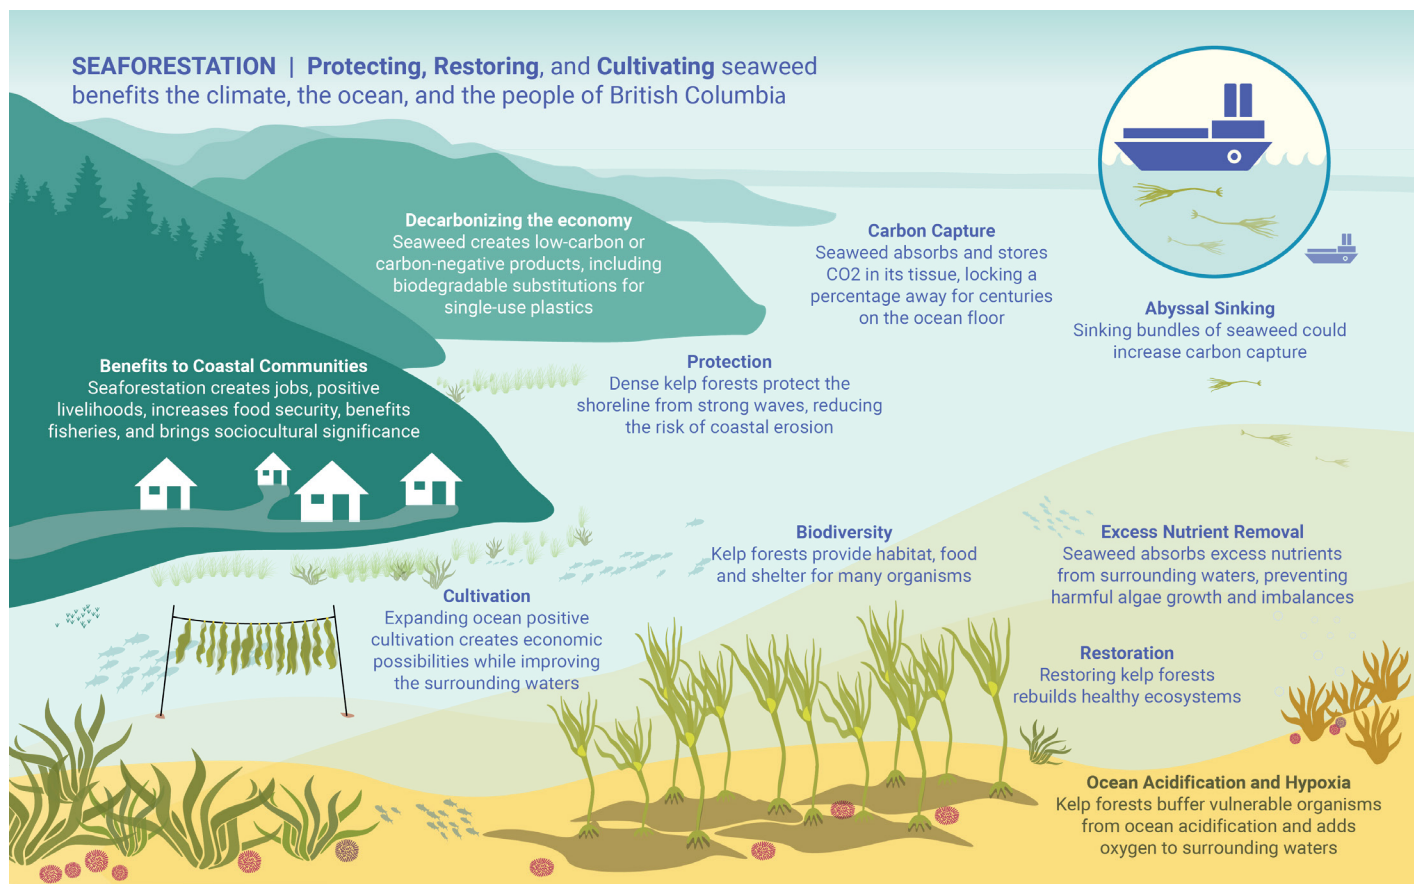 SEAFORESTATION | Protecting, Restoring, and Cultivating seaweed
benefits the climate, the ocean, and the people of British Columbia
Decarbonizing the economy
Seaweed creates low-carbon or
carbon-negative products, including
biodegradable substitutions for
single-use plastics
Carbon Capture
Seaweed absorbs and stores
CO2 in its tissue, locking a
percentage away for centuries
on the ocean floor
Abyssal Sinking
Sinking bundles of seaweed could
increase carbon capture
Benefits to Coastal Communities
Seaforestation creates jobs, positive
livelihoods, increases food security, benefits
fisheries, and brings sociocultural significance
Protection
Dense kelp forests protect the
shoreline from strong waves, reducing
the risk of coastal erosion
Biodiversity
Kelp forests provide habitat, food
and shelter for many organisms
Excess Nutrient Removal
Seaweed absorbs excess nutrients
from surrounding waters, preventing
harmful algae growth and imbalances
Cultivation
Expanding ocean positive
cultivation creates economic
possibilities while improving
the surrounding waters
Restoration
Restoring kelp forests
rebuilds healthy ecosystems
Ocean Acidification and Hypoxia
Kelp forests buffer vulnerable organisms
from ocean acidification and adds
oxygen to surrounding waters